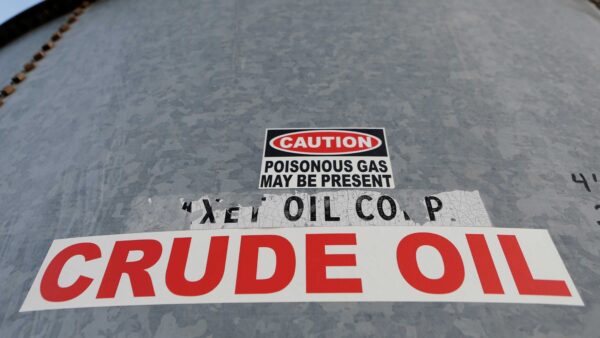 CAUTION
POISONOUS GAS
MAY BE PRESENT
OIL CORP.
CRUDE OIL